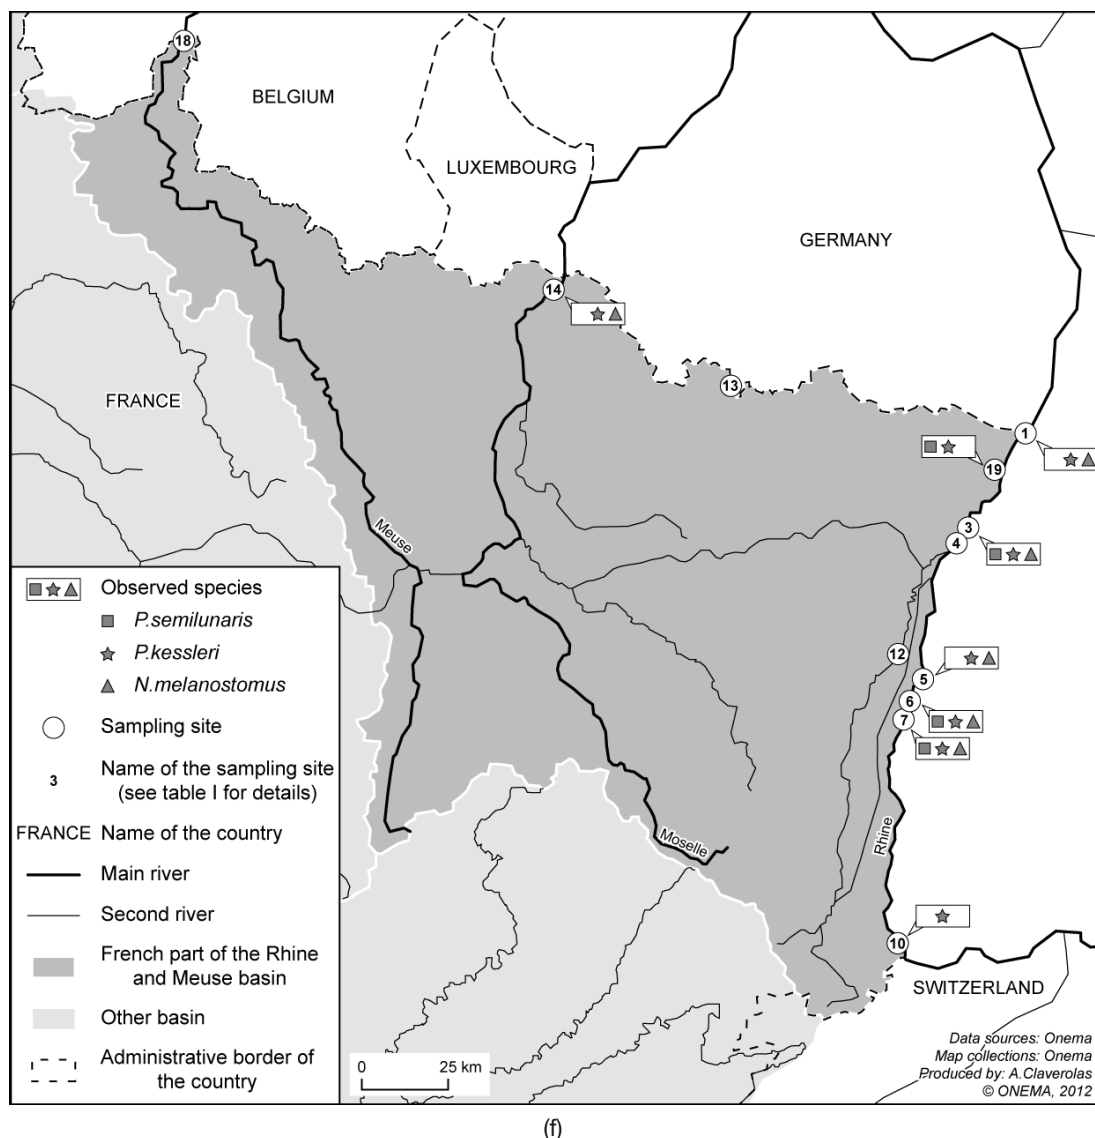 18
BELGIUM
LUXEMBOURG
GERMANY
14
13
FRANCE
1
19
Meuse
3
4
12
5
6
7
Observed species
P.semilunaris
P.kessleri
N.melanostomus
Sampling site
3 Name of the sampling site
(see table I for details)
FRANCE Name of the country
Main river
Second river
French part of the Rhine
and Meuse basin
Other basin
Administrative border of
the country
Moselle
Rhine
10
SWITZERLAND
0 25 km
Data sources: Onema
Map collections: Onema
Produced by: A.Claverolas
© ONEMA, 2012
(f)